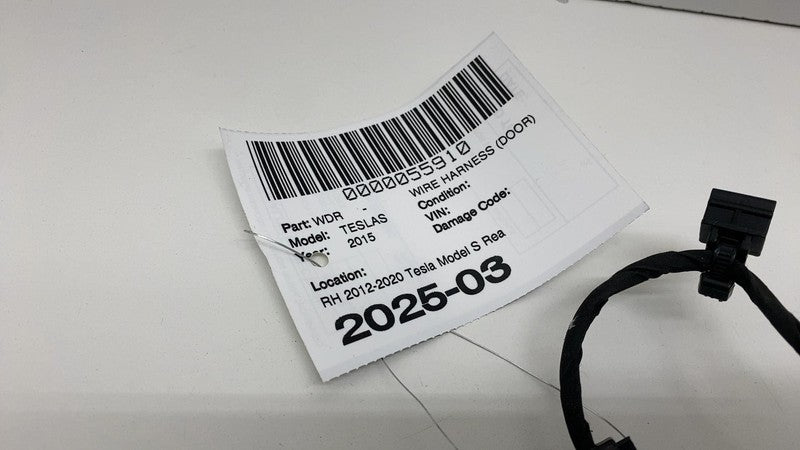 0000055910
Part: WDR - WIRE HARNESS (DOOR)
Model: TESLAS Condition:
Year: 2015 VIN:
Damage Code:
Location:
RH 2012-2020 Tesla Model S Rea
2025-03